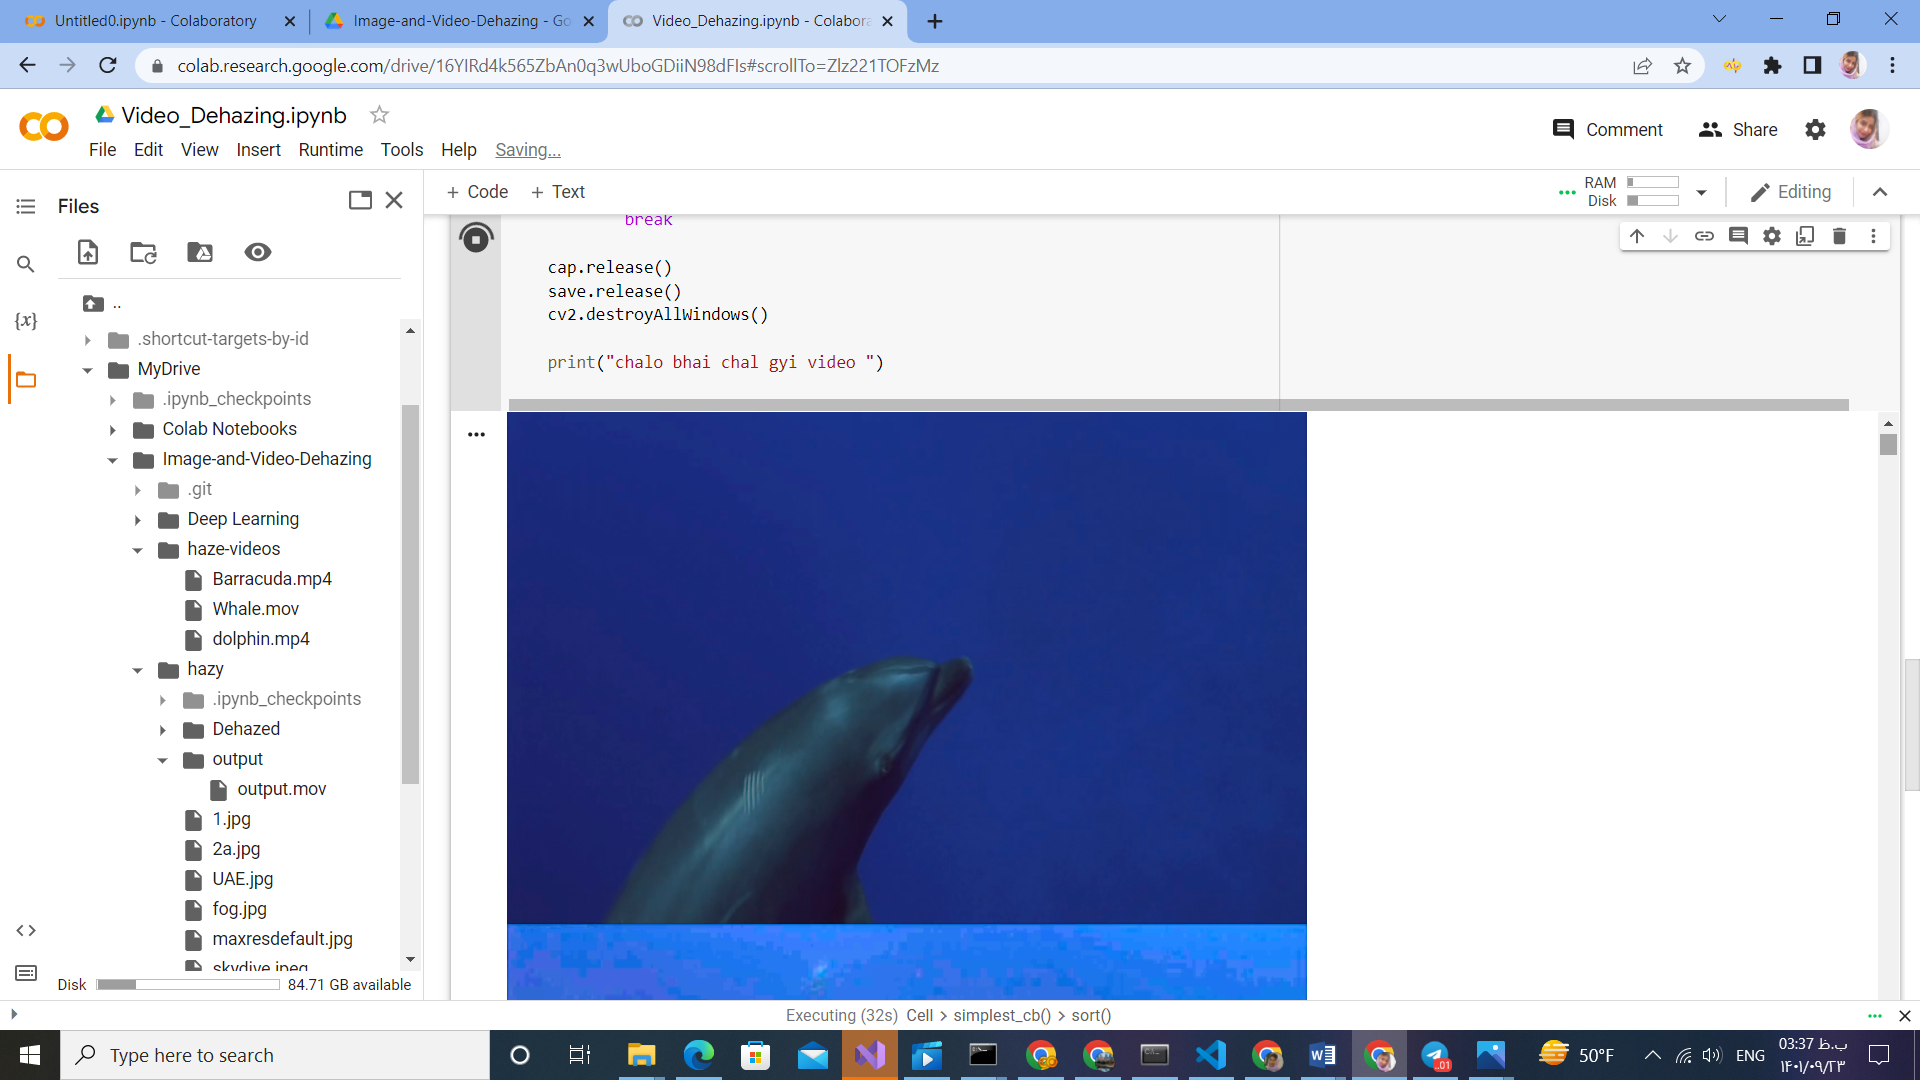 Untitled0.ipynb - Colaboratory
Image-and-Video-Dehazing - Go
Video_Dehazing.ipynb - Colabora
colab.research.google.com/drive/16YIRd4k565ZbAn0q3wUboGDiiN98dFIs#scrollTo=Zlz221TOFzMz
Video_Dehazing.ipynb
Comment
Share
File Edit View Insert Runtime Tools Help Saving...
Files
+ Code + Text
RAM
Disk
Editing
break
cap.release()
save.release()
cv2.destroyAllWindows()
print("chalo bhai chal gyi video ")
{x}
..
.shortcut-targets-by-id
MyDrive
.ipynb_checkpoints
Colab Notebooks
Image-and-Video-Dehazing
.git
Deep Learning
haze-videos
Barracuda.mp4
Whale.mov
dolphin.mp4
hazy
.ipynb_checkpoints
Dehazed
output
output.mov
1.jpg
2a.jpg
UAE.jpg
fog.jpg
maxresdefault.jpg
skydive.jpeg
Disk 84.71 GB available
Executing (32s) Cell > simplest_cb() > sort()
Type here to search
..01
50°F
ENG
03:37 ب.ظ
۱۴۰۱/۰۹/۲۳